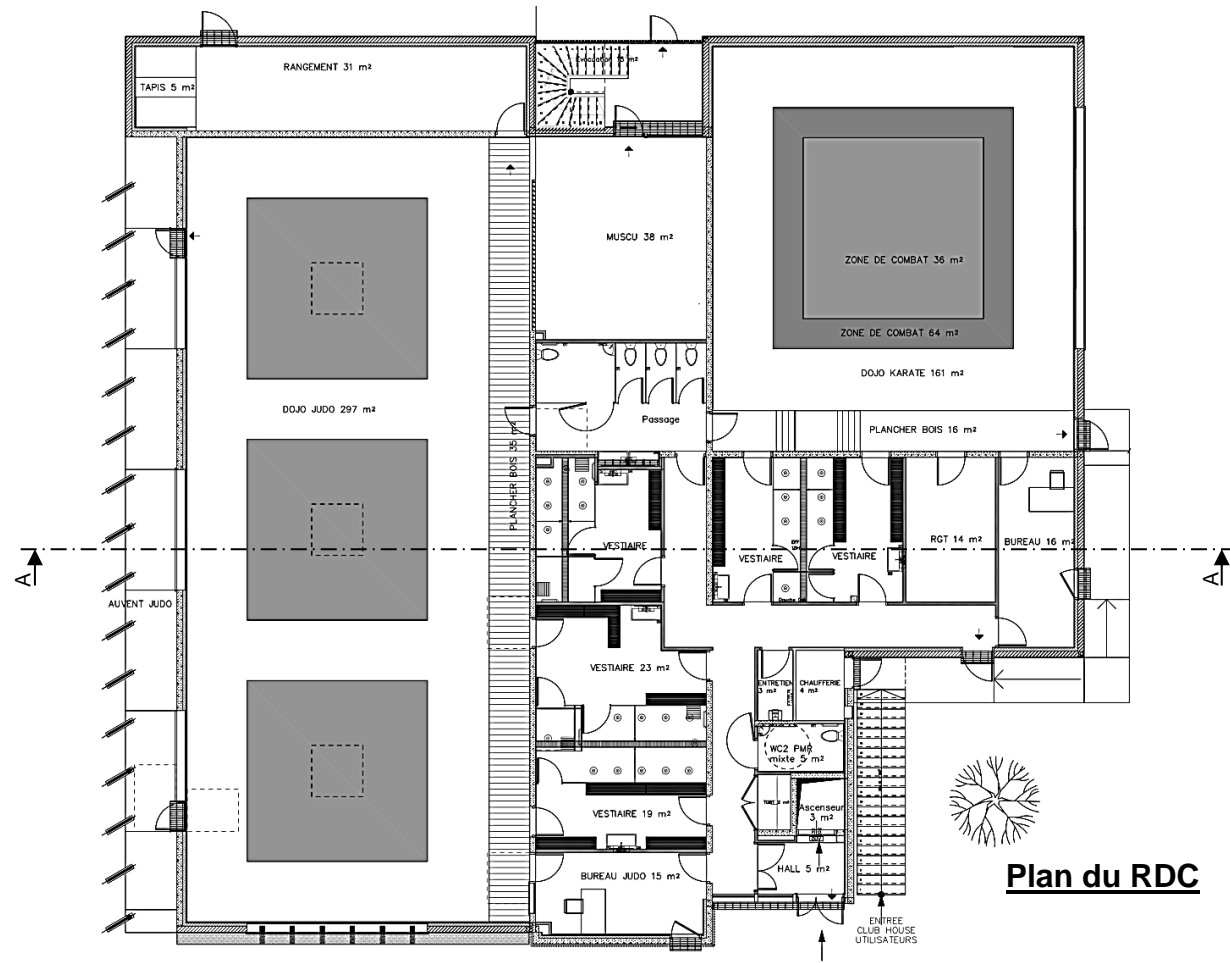 RANGEMENT 31 m²
TAPIS 5 m²
Evacuation 15 m²
MUSCU 38 m²
ZONE DE COMBAT 36 m²
ZONE DE COMBAT 64 m²
DOJO KARATE 161 m²
DOJO JUDO 297 m²
Passage
PLANCHER BOIS 16 m²
PLANCHER BOIS 35 m²
VESTIAIRE
VESTIAIRE
VESTIAIRE
RGT 14 m²
BUREAU 16 m²
A
A
AUVENT JUDO
VESTIAIRE 23 m²
ENTRETIEN
3 m²
CHAUFFERIE
4 m²
WC2 PMR
mixte 5 m²
VESTIAIRE 19 m²
Ascenseur
3 m²
BUREAU JUDO 15 m²
HALL 5 m²
Plan du RDC
ENTREE
CLUB HOUSE
UTILISATEURS